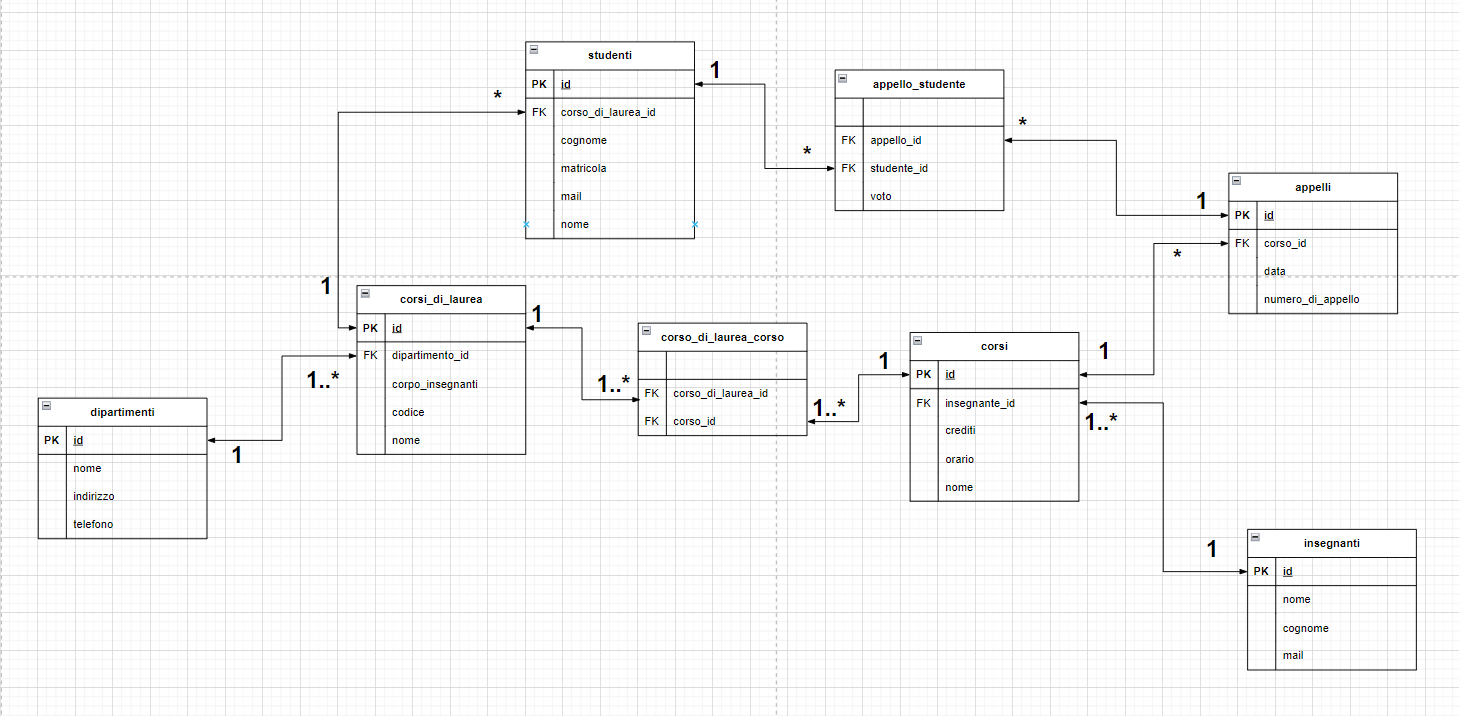 studenti
PK id
FK corso_di_laurea_id
cognome
matricola
mail
nome
1
*
*
appello_studente
FK appello_id
FK studente_id
voto
*
1
appelli
PK id
FK corso_id
data
numero_di_appello
*
1
corsi_di_laurea
PK id
FK dipartimento_id
corpo_insegnanti
codice
nome
1
1..*
1..*
corso_di_laurea_corso
FK corso_di_laurea_id
FK corso_id
1
1..*
corsi
PK id
FK insegnante_id
crediti
orario
nome
1
1..*
dipartimenti
PK id
nome
indirizzo
telefono
1
1
insegnanti
PK id
nome
cognome
mail